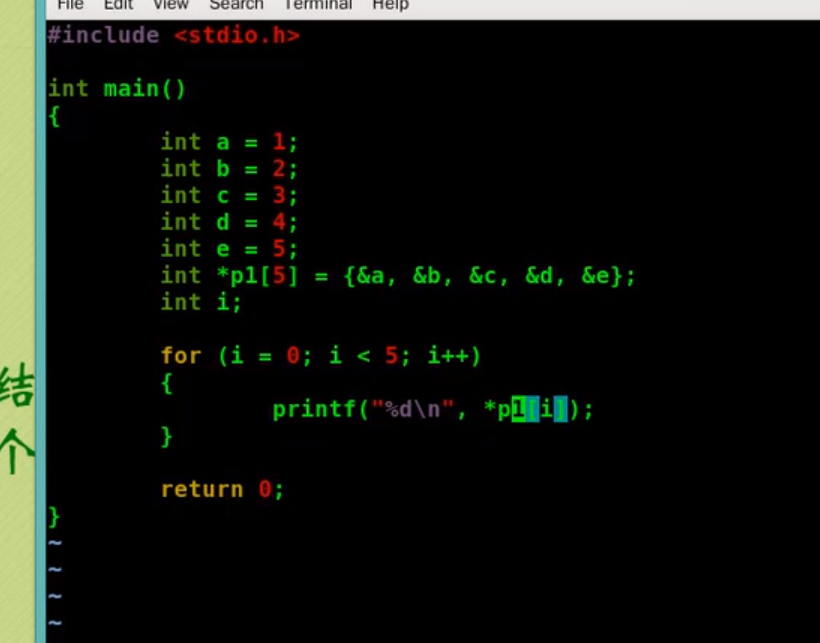 File Edit View Search Terminal Help
#include <stdio.h>
int main()
{
int a = 1;
int b = 2;
int c = 3;
int d = 4;
int e = 5;
int *p1[5] = {&a, &b, &c, &d, &e};
int i;
for (i = 0; i < 5; i++)
{
printf("%d\n", *p1[i]);
}
return 0;
}
~
~
~
~
结
个